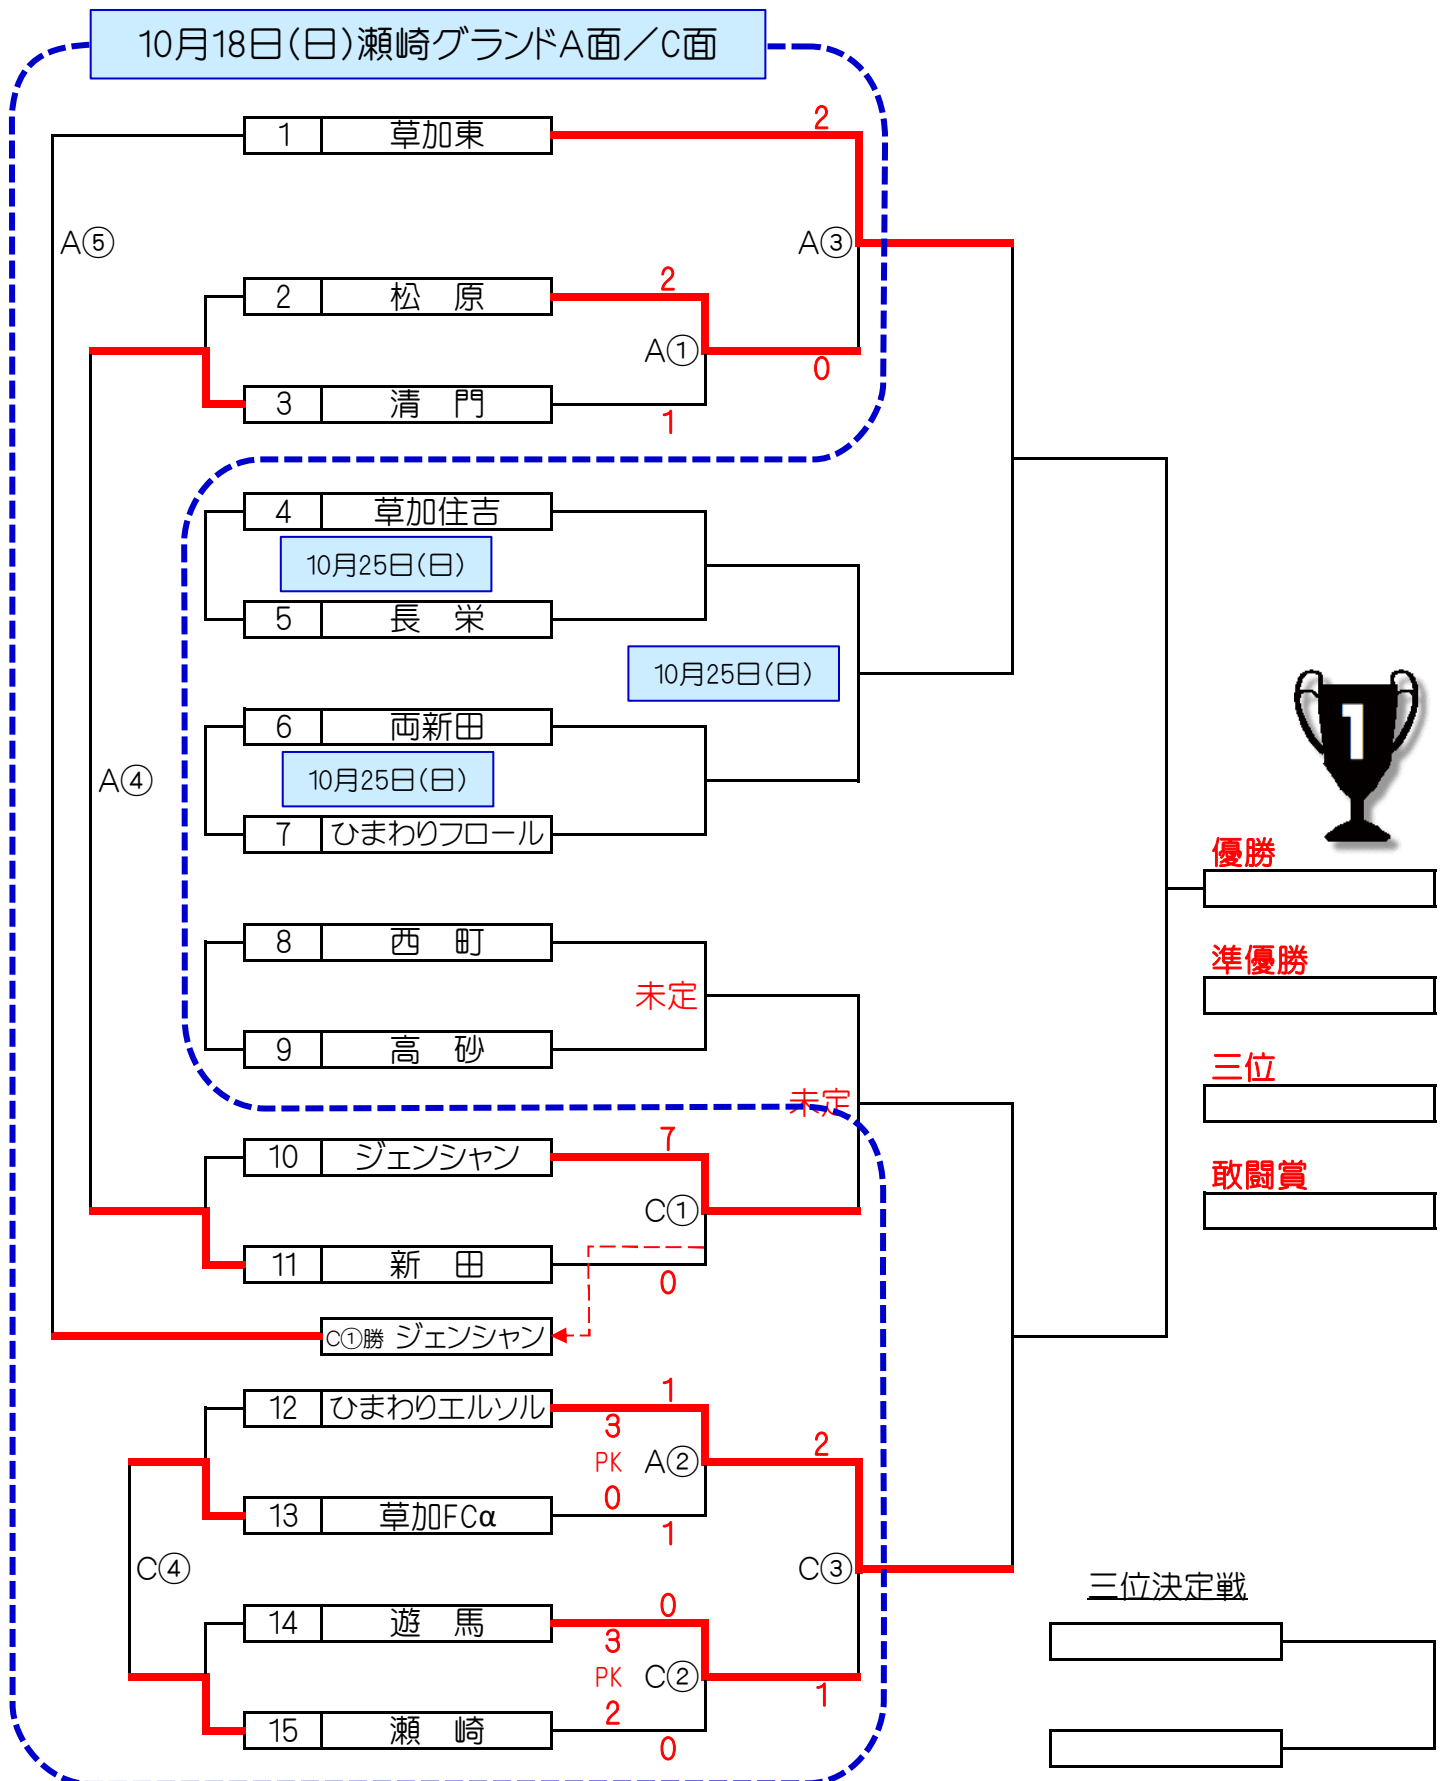 10月18日(日)瀬崎グランドA面／C面
2
1 草加東
A⑤
A③
2
2 松　原
A①
0
3 清　門
1
4 草加住吉
10月25日(日)
5 長　栄
10月25日(日)
6 両新田
10月25日(日)
A④
7 ひまわりフロール
優勝
8 西　町
準優勝
未定
9 高　砂
三位
未定
7
10 ジェンシャン
敢闘賞
C①
11 新　田
0
C①勝 ジェンシャン
1
12 ひまわりエルソル
3
2
PK
A②
0
13 草加FCα
1
C④
C③
三位決定戦
0
14 遊　馬
3
PK
C②
1
2
15 瀬　崎
0
1